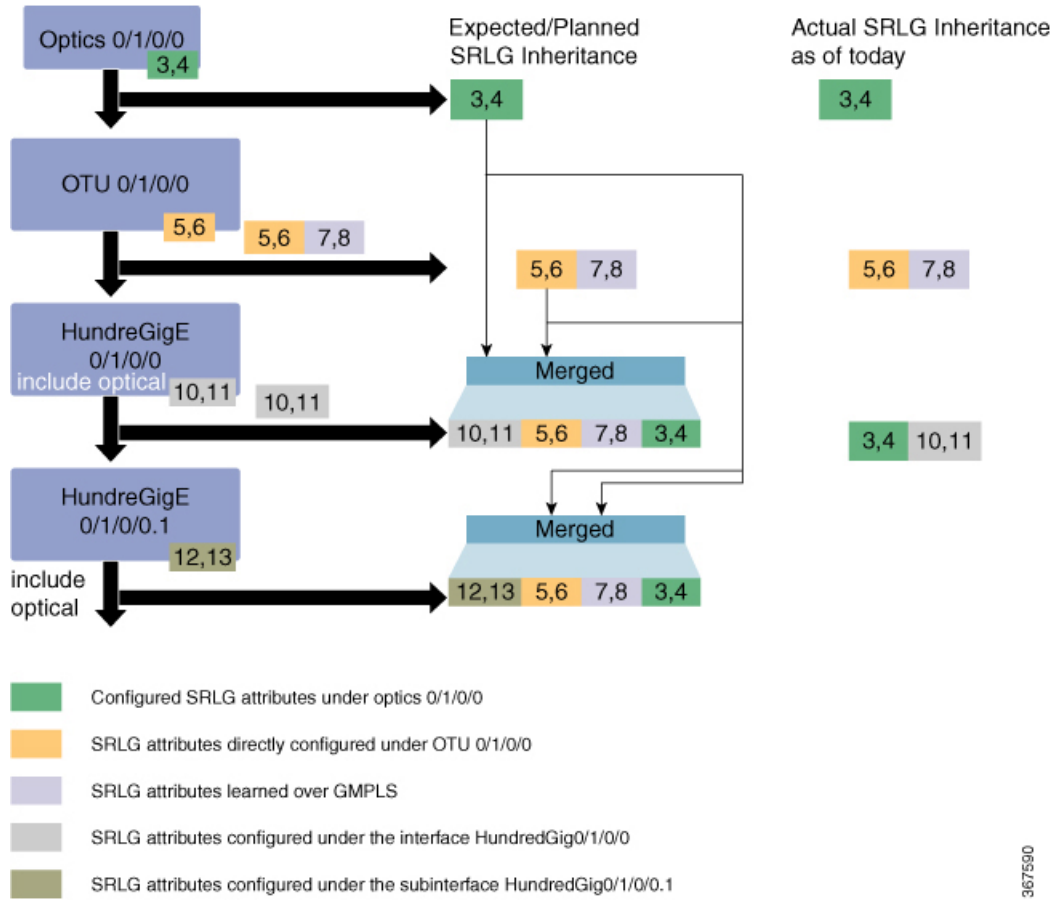 Optics 0/1/0/0
3,4
Expected/Planned
SRLG Inheritance
Actual SRLG Inheritance
as of today
3,4
3,4
OTU 0/1/0/0
5,6
5,6
7,8
5,6
7,8
5,6
7,8
HundreGigE
0/1/0/0
include optical
10,11
10,11
Merged
10,11
5,6
7,8
3,4
3,4
10,11
HundreGigE
0/1/0/0.1
12,13
include
optical
Merged
12,13
5,6
7,8
3,4
Configured SRLG attributes under optics 0/1/0/0
SRLG attributes directly configured under OTU 0/1/0/0
SRLG attributes learned over GMPLS
SRLG attributes configured under the interface HundredGig0/1/0/0
SRLG attributes configured under the subinterface HundredGig0/1/0/0.1
367590